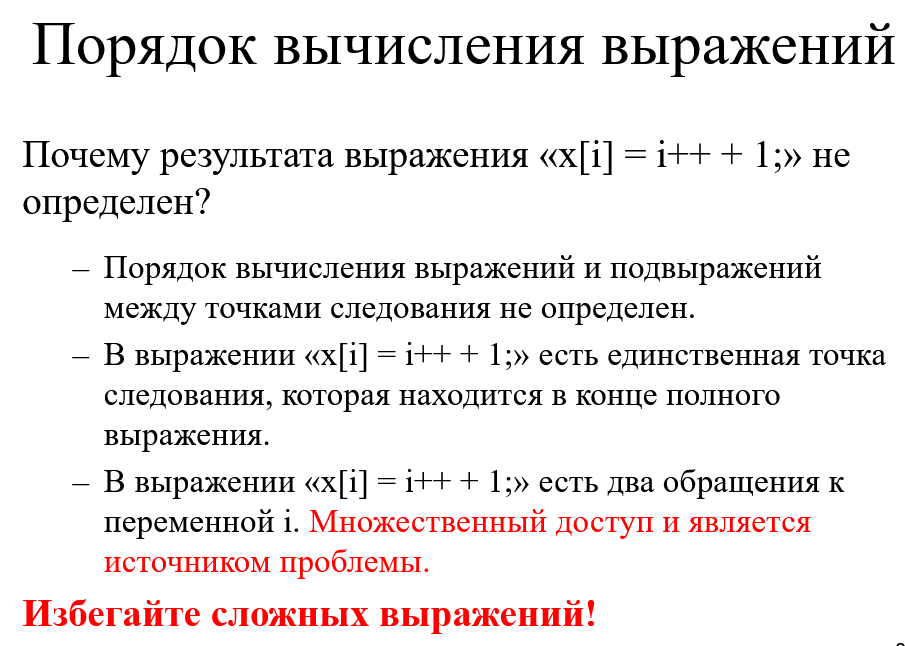 Порядок вычисления выражений
Почему результата выражения «x[i] = i++ + 1;» не
определен?
– Порядок вычисления выражений и подвыражений
между точками следования не определен.
– В выражении «x[i] = i++ + 1;» есть единственная точка
следования, которая находится в конце полного
выражения.
– В выражении «x[i] = i++ + 1;» есть два обращения к
переменной i. Множественный доступ и является
источником проблемы.
Избегайте сложных выражений!